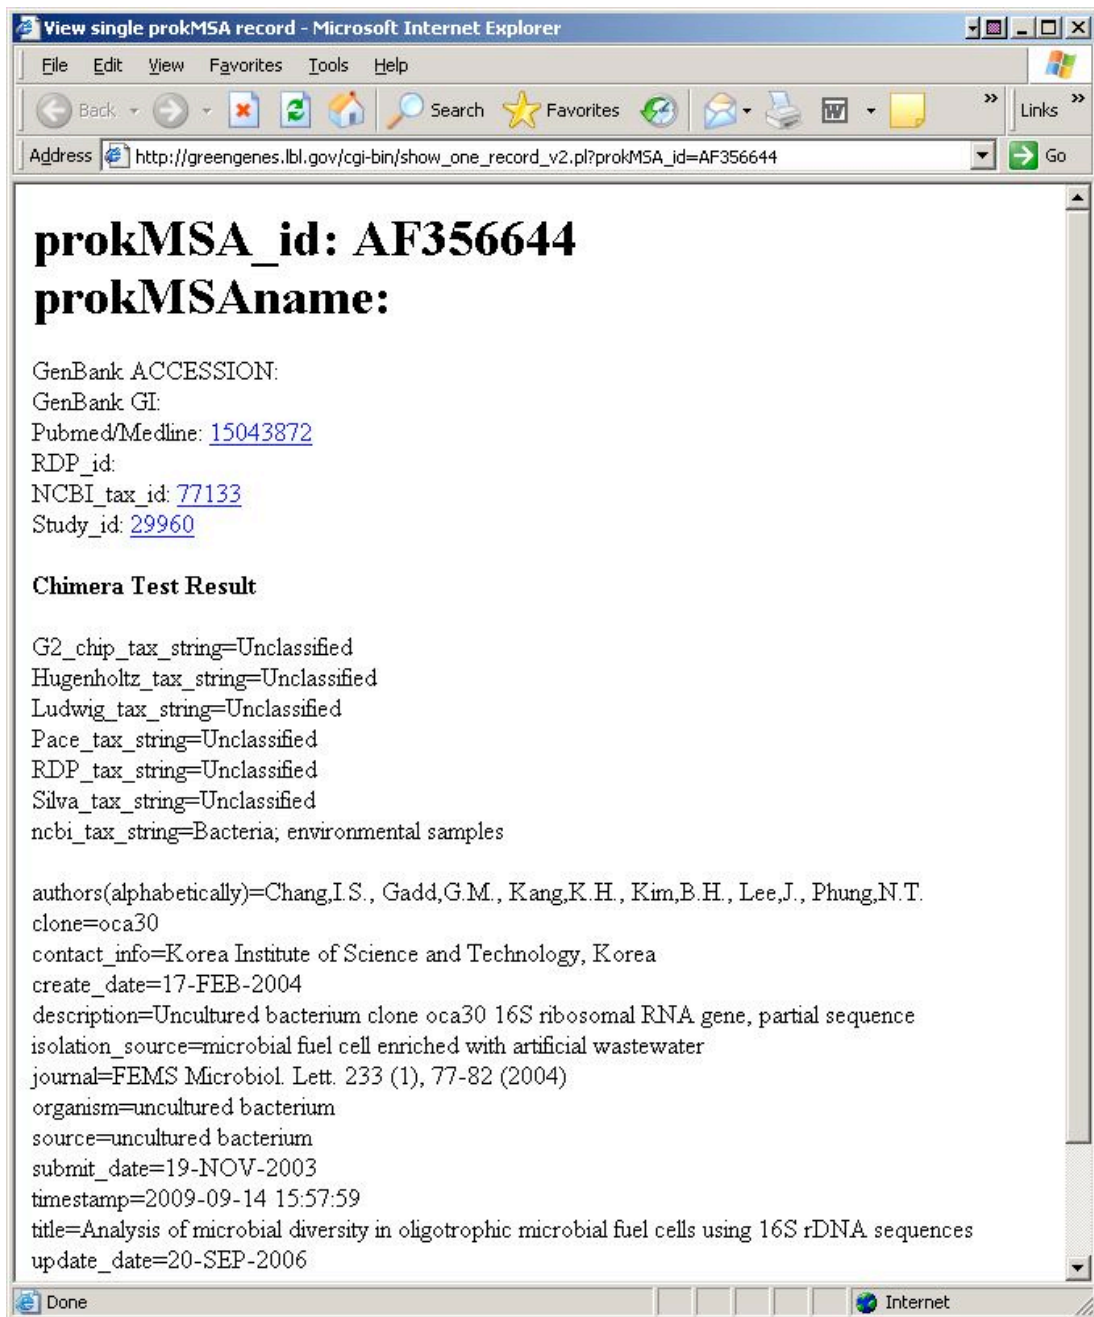 View single prokMSA record - Microsoft Internet Explorer
File Edit View Favorites Tools Help
Back Search Favorites W » Links »
Address http://greengenes.lbl.gov/cgi-bin/show_one_record_v2.pl?prokMSA_id=AF356644 Go
prokMSA_id: AF356644
prokMSAname:
GenBank ACCESSION:
GenBank GI:
Pubmed/Medline: 15043872
RDP_id:
NCBI_tax_id: 77133
Study_id: 29960
Chimera Test Result
G2_chip_tax_string=Unclassified
Hugenholtz_tax_string=Unclassified
Ludwig_tax_string=Unclassified
Pace_tax_string=Unclassified
RDP_tax_string=Unclassified
Silva_tax_string=Unclassified
ncbi_tax_string=Bacteria; environmental samples
authors(alphabetically)=Chang,I.S., Gadd,G.M., Kang,K.H., Kim,B.H., Lee,J., Phung,N.T.
clone=oca30
contact_info=Korea Institute of Science and Technology, Korea
create_date=17-FEB-2004
description=Uncultured bacterium clone oca30 16S ribosomal RNA gene, partial sequence
isolation_source=microbial fuel cell enriched with artificial wastewater
journal=FEMS Microbiol. Lett. 233 (1), 77-82 (2004)
organism=uncultured bacterium
source=uncultured bacterium
submit_date=19-NOV-2003
timestamp=2009-09-14 15:57:59
title=Analysis of microbial diversity in oligotrophic microbial fuel cells using 16S rDNA sequences
update_date=20-SEP-2006
Done Internet